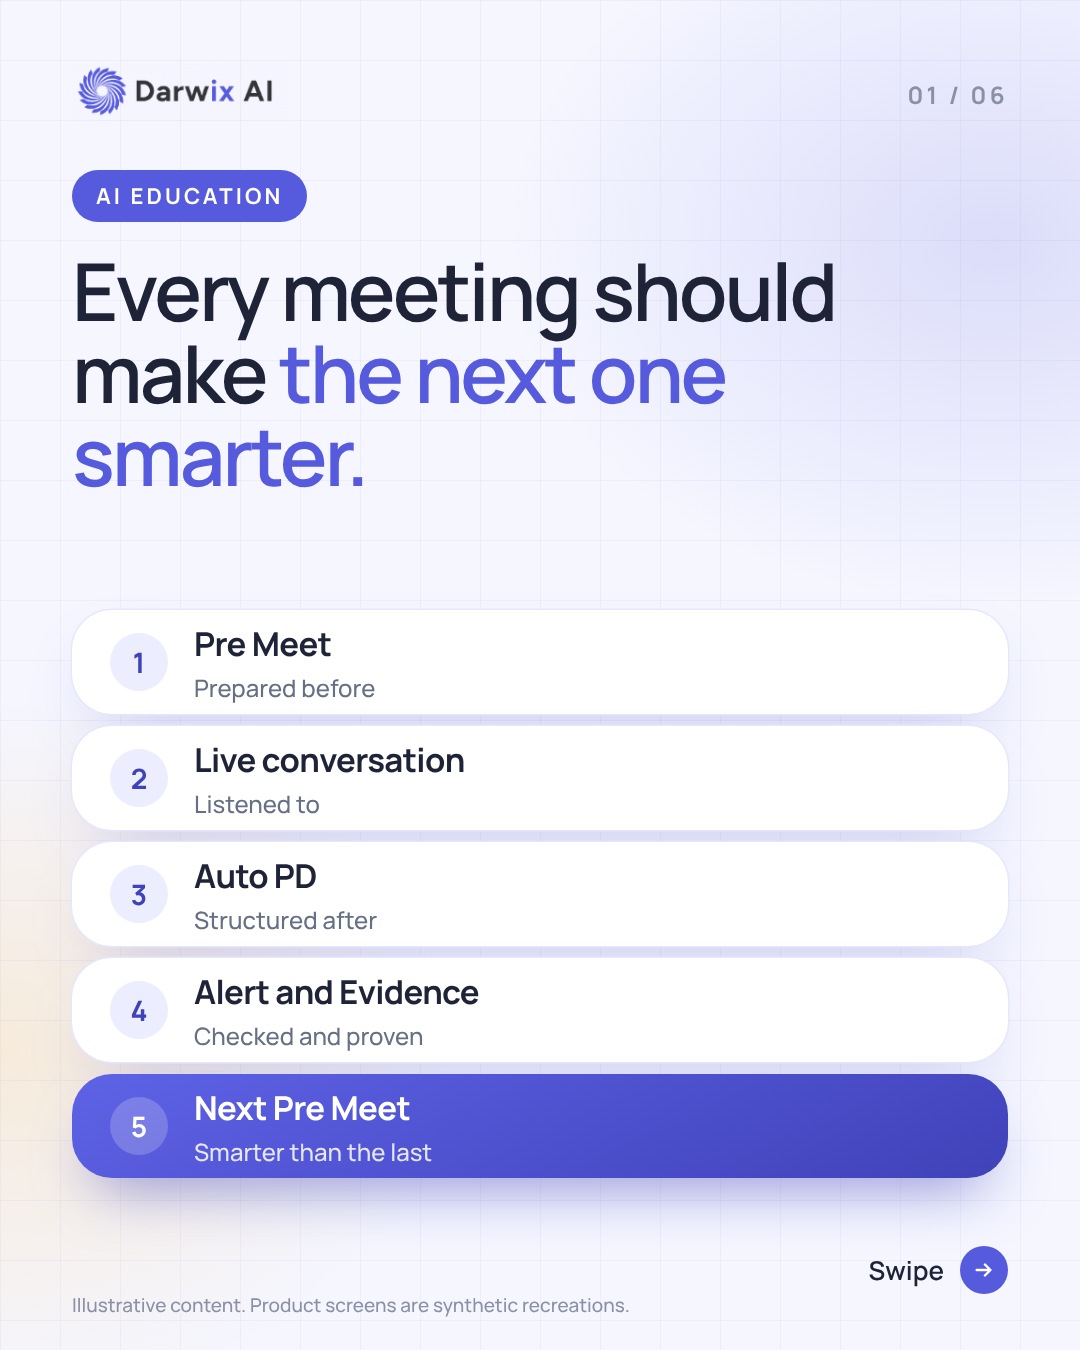 Darwix AI
01 / 06
AI EDUCATION
Every meeting should
make the next one
smarter.
1
Pre Meet
Prepared before
2
Live conversation
Listened to
3
Auto PD
Structured after
4
Alert and Evidence
Checked and proven
5
Next Pre Meet
Smarter than the last
Swipe
Illustrative content. Product screens are synthetic recreations.